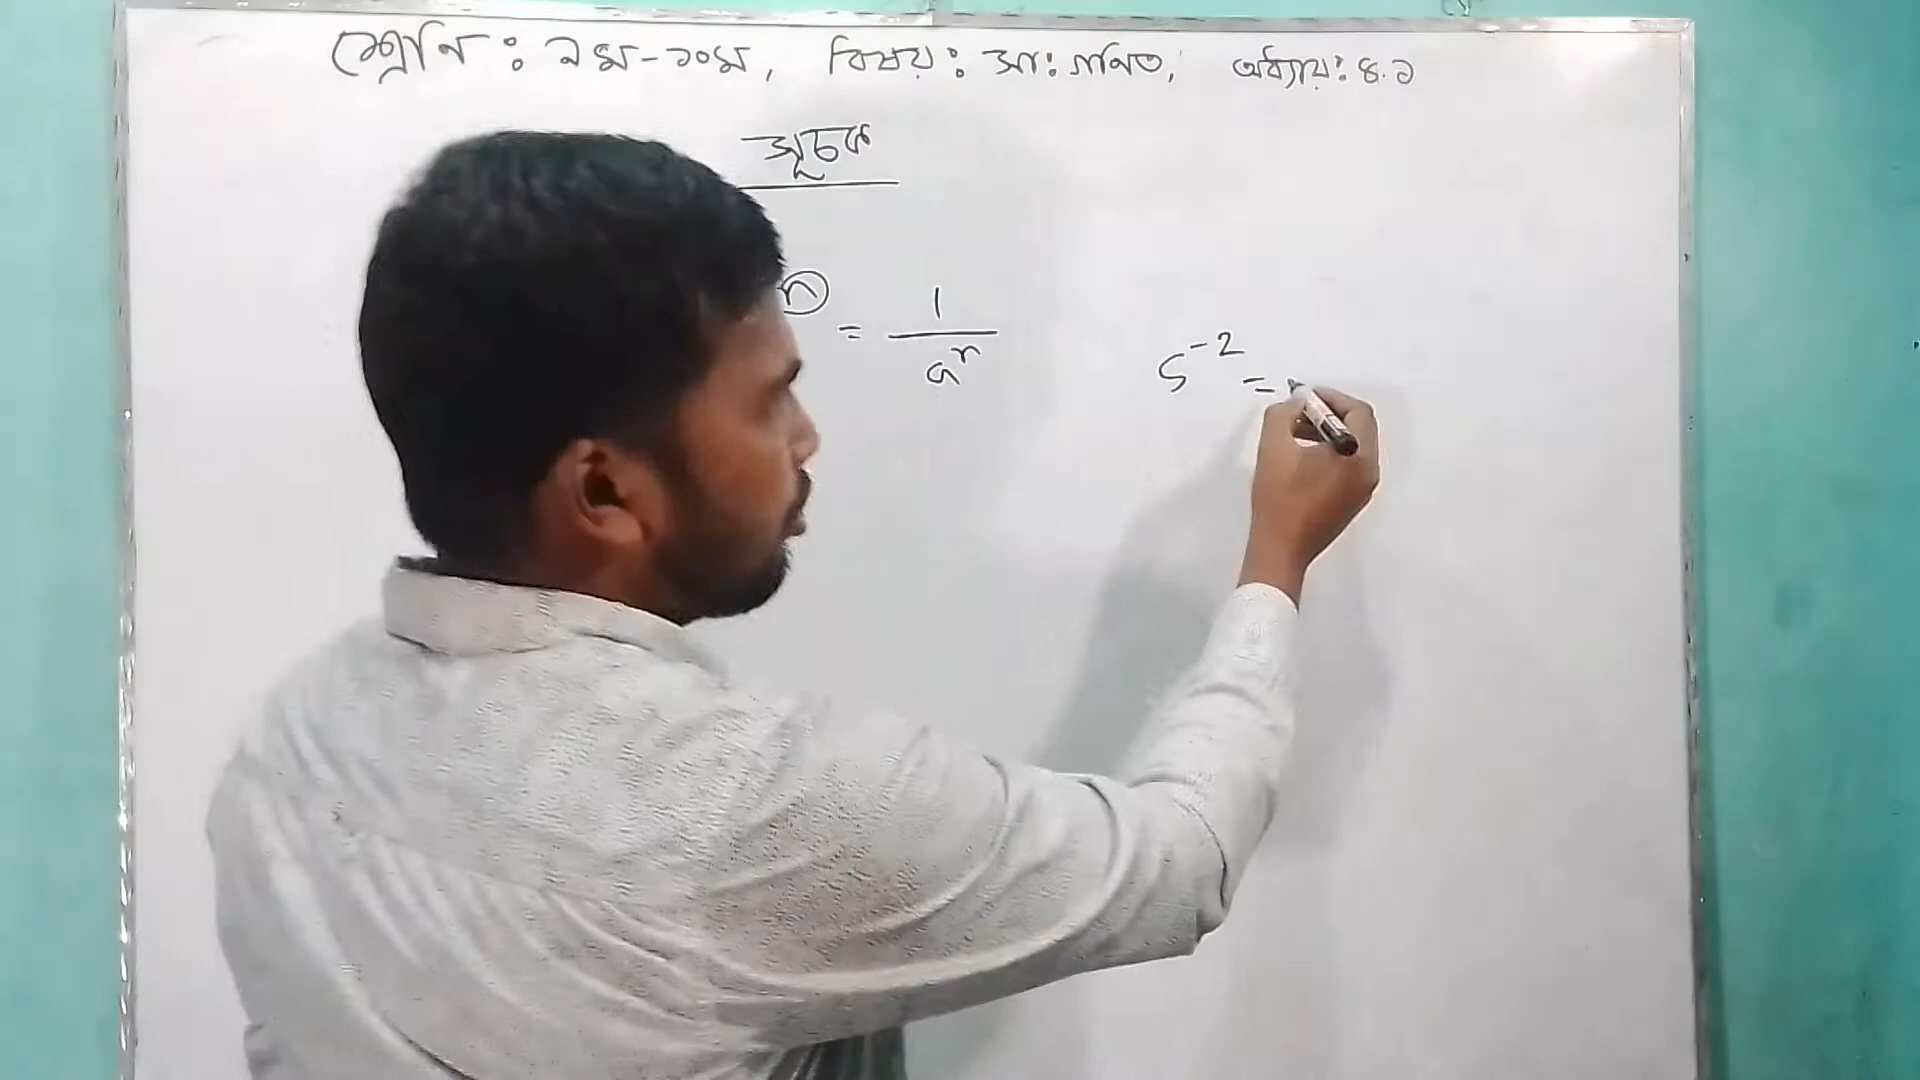 শ্রেণি : ৯ম-১০ম, বিষয় : সা: গণিত, অধ্যায় : ৪.১
সূচক
n = 1/aⁿ
5⁻² =